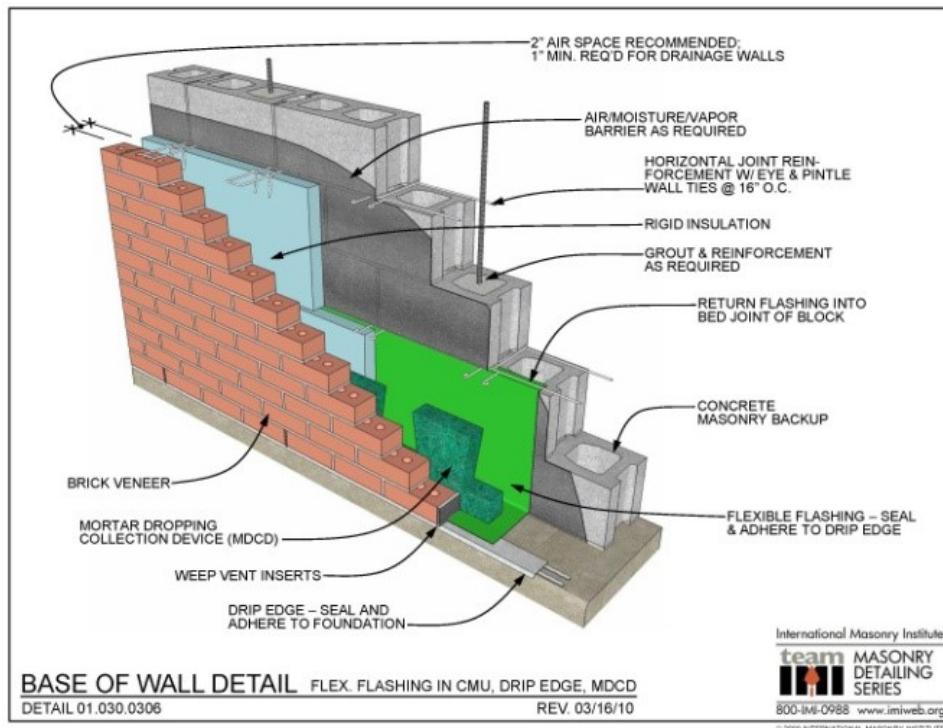 2" AIR SPACE RECOMMENDED;
1" MIN. REQ'D FOR DRAINAGE WALLS
AIR/MOISTURE/VAPOR
BARRIER AS REQUIRED
HORIZONTAL JOINT REIN-
FORCEMENT W/ EYE & PINTLE
WALL TIES @ 16" O.C.
RIGID INSULATION
GROUT & REINFORCEMENT
AS REQUIRED
RETURN FLASHING INTO
BED JOINT OF BLOCK
CONCRETE
MASONRY BACKUP
BRICK VENEER
FLEXIBLE FLASHING – SEAL
& ADHERE TO DRIP EDGE
MORTAR DROPPING
COLLECTION DEVICE (MDCD)
WEEP VENT INSERTS
DRIP EDGE – SEAL AND
ADHERE TO FOUNDATION
BASE OF WALL DETAIL FLEX. FLASHING IN CMU, DRIP EDGE, MDCD
DETAIL 01.030.0306 REV. 03/16/10
International Masonry Institute
team MASONRY
DETAILING
SERIES
800-IMI-0988 www.imiweb.org